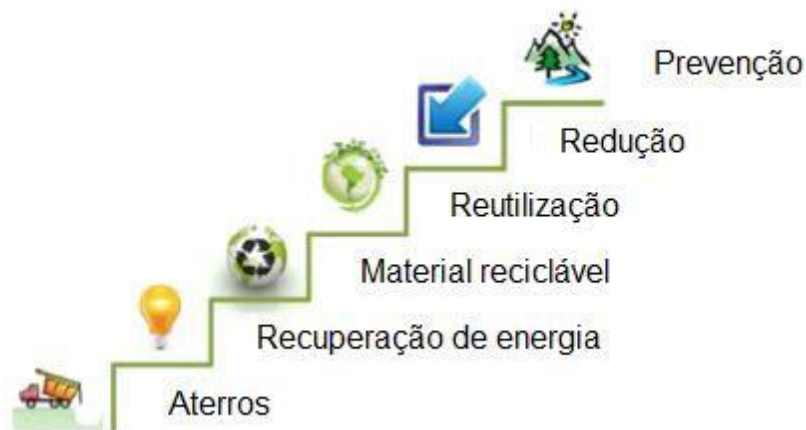 Prevenção
Redução
Reutilização
Material reciclável
Recuperação de energia
Aterros